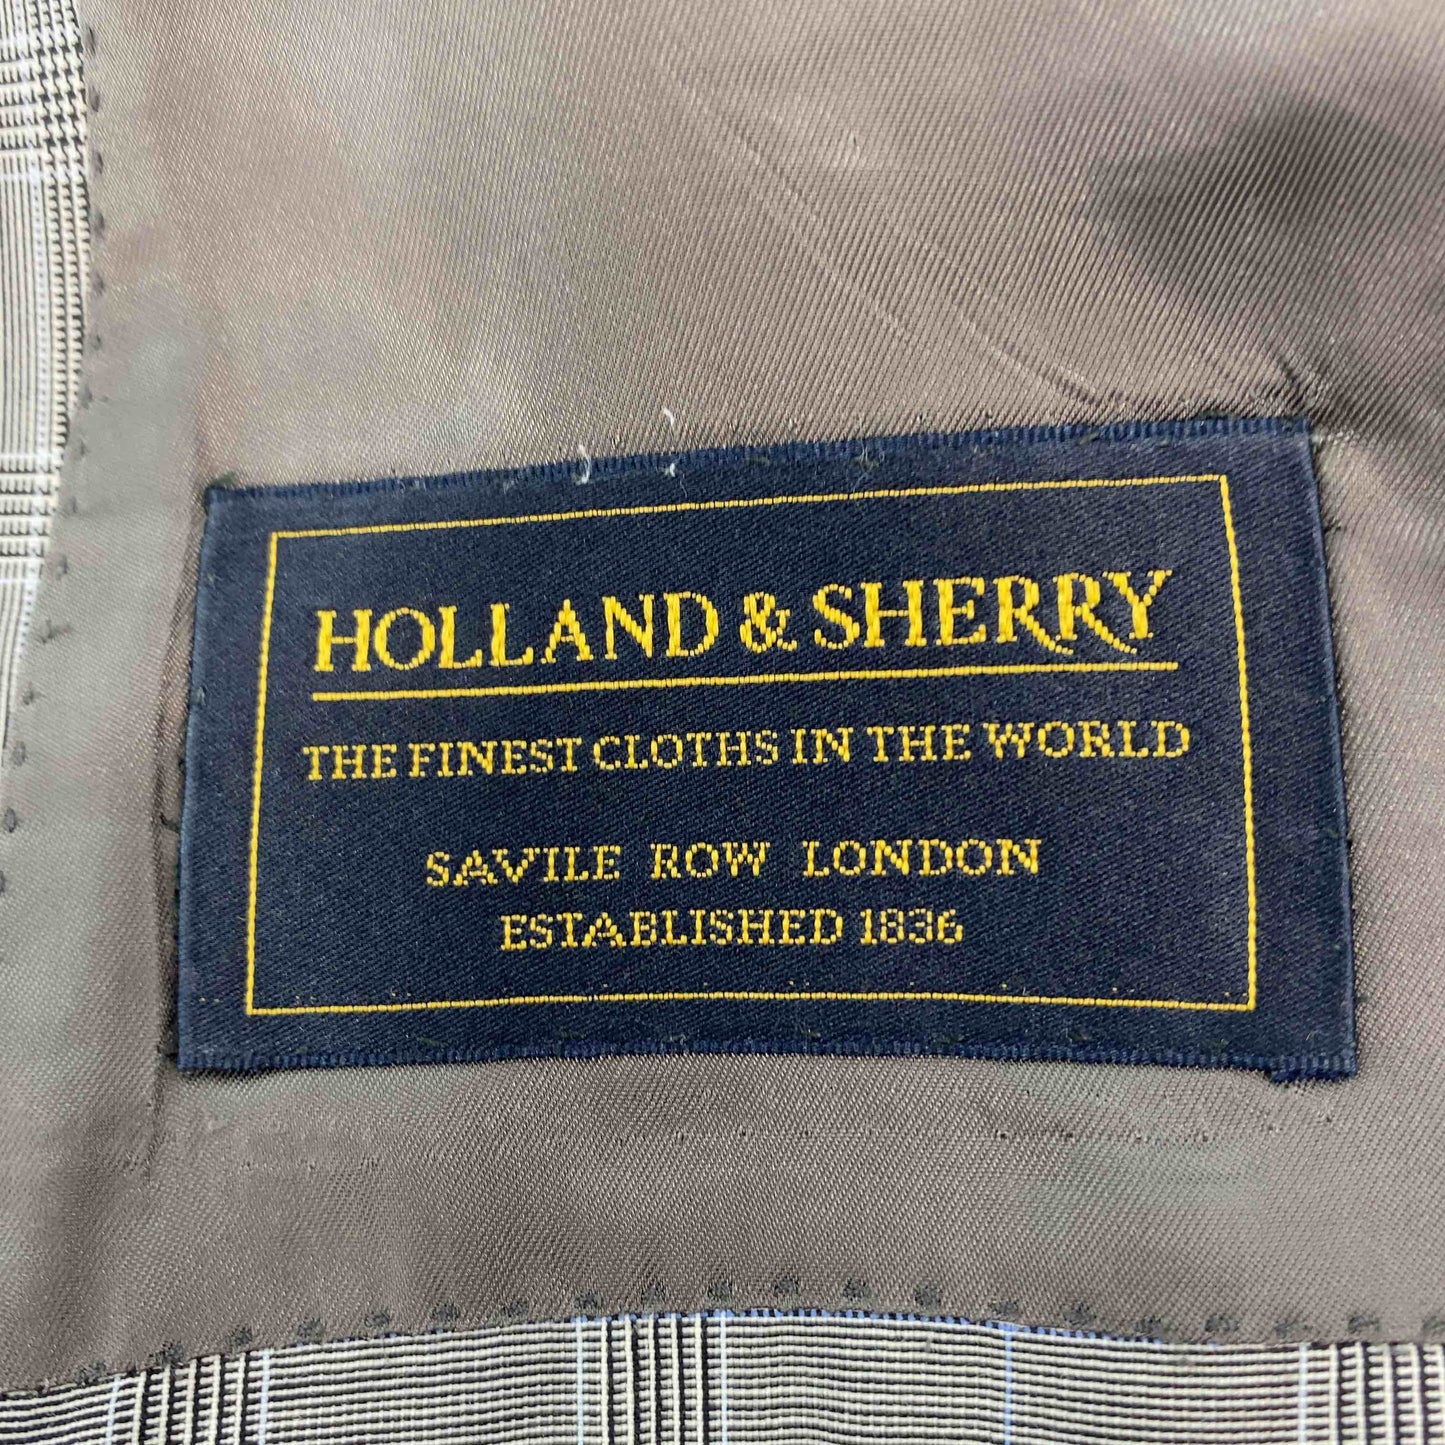 HOLLAND & SHERRY
THE FINEST CLOTHS IN THE WORLD
SAVILE ROW LONDON
ESTABLISHED 1836